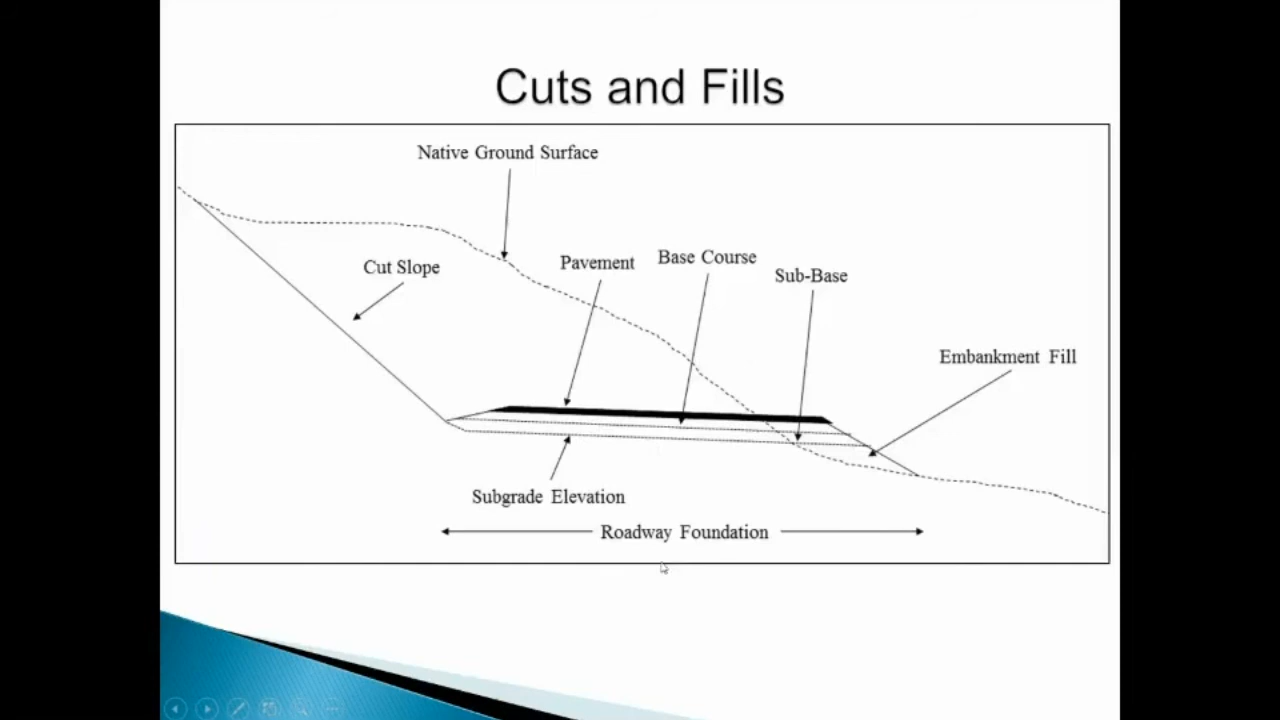 Cuts and Fills
Native Ground Surface
Cut Slope
Pavement
Base Course
Sub-Base
Embankment Fill
Subgrade Elevation
Roadway Foundation